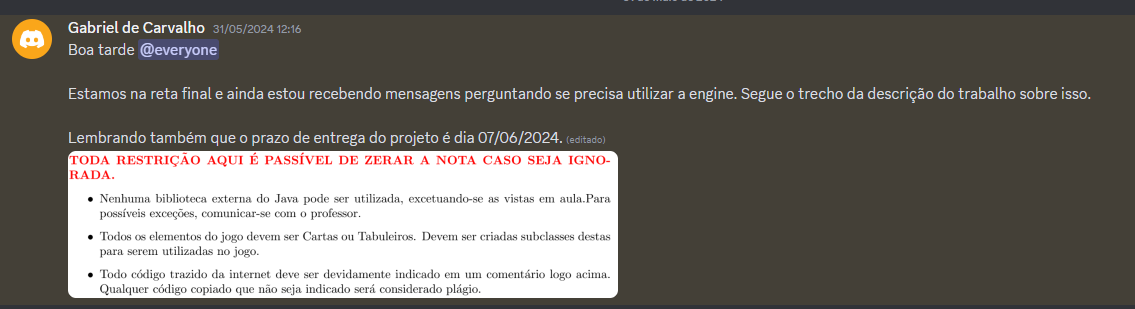 Gabriel de Carvalho 31/05/2024 12:16
Boa tarde @everyone
Estamos na reta final e ainda estou recebendo mensagens perguntando se precisa utilizar a engine. Segue o trecho da descrição do trabalho sobre isso.
Lembrando também que o prazo de entrega do projeto é dia 07/06/2024. (editado)
TODA RESTRIÇÃO AQUI É PASSÍVEL DE ZERAR A NOTA CASO SEJA IGNO-
RADA.
• Nenhuma biblioteca externa do Java pode ser utilizada, excetuando-se as vistas em aula.Para
possíveis exceções, comunicar-se com o professor.
• Todos os elementos do jogo devem ser Cartas ou Tabuleiros. Devem ser criadas subclasses destas
para serem utilizadas no jogo.
• Todo código trazido da internet deve ser devidamente indicado em um comentário logo acima.
Qualquer código copiado que não seja indicado será considerado plágio.